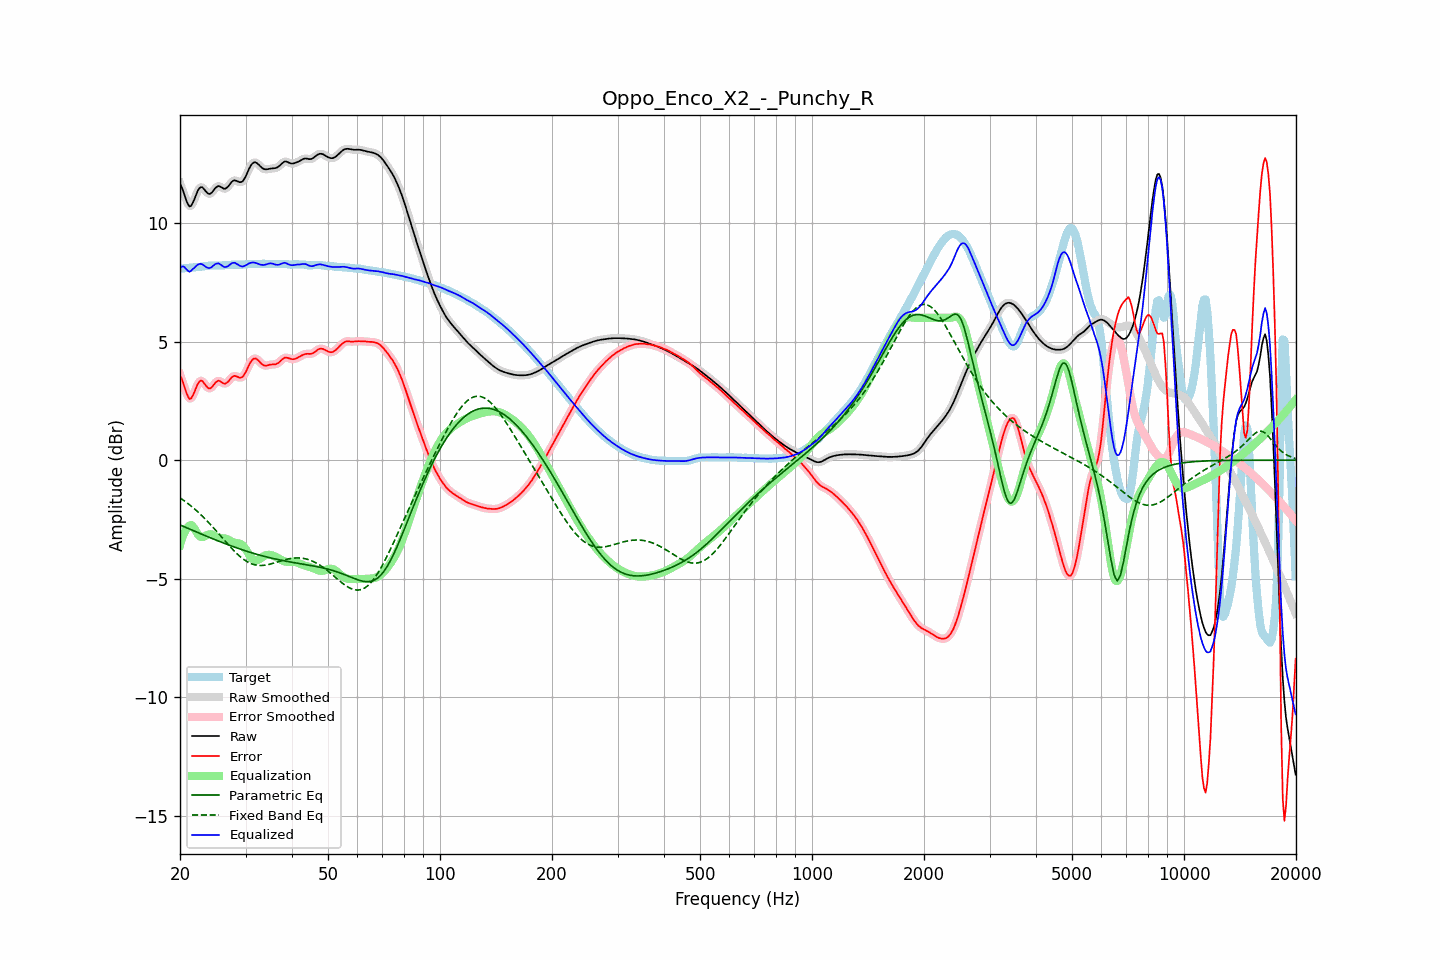 Oppo_Enco_X2_-_Punchy_R
Amplitude (dBr)
10
5
0
−5
−10
−15
Target
Raw Smoothed
Error Smoothed
Raw
Error
Equalization
Parametric Eq
Fixed Band Eq
Equalized
20
50
100
200
500
1000
2000
5000
10000
20000
Frequency (Hz)